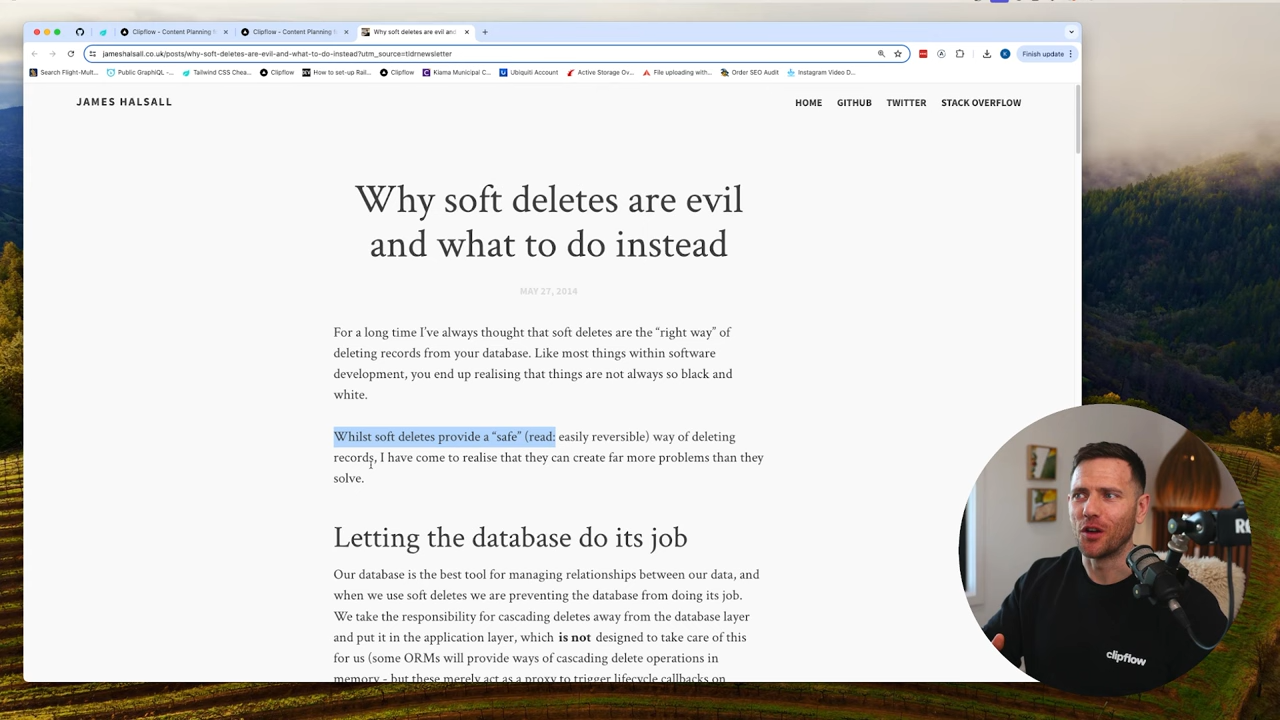 Clipflow - Content Planning f
Clipflow - Content Planning f
Why soft deletes are evil and
jameshalsall.co.uk/posts/why-soft-deletes-are-evil-and-what-to-do-instead?utm_source=tldrnewsletter
Finish update
Search Flight-Mult...
Public GraphiQL -...
Tailwind CSS Chea...
Clipflow
How to set-up Rail...
Clipflow
Kiama Municipal C...
Ubiquiti Account
Active Storage Ov...
File uploading with...
Order SEO Audit
Instagram Video D...
JAMES HALSALL
HOME
GITHUB
TWITTER
STACK OVERFLOW
Why soft deletes are evil
and what to do instead
MAY 27, 2014
For a long time I've always thought that soft deletes are the “right way” of
deleting records from your database. Like most things within software
development, you end up realising that things are not always so black and
white.
Whilst soft deletes provide a “safe” (read: easily reversible) way of deleting
records, I have come to realise that they can create far more problems than they
solve.
Letting the database do its job
Our database is the best tool for managing relationships between our data, and
when we use soft deletes we are preventing the database from doing its job.
We take the responsibility for cascading deletes away from the database layer
and put it in the application layer, which is not designed to take care of this
for us (some ORMs will provide ways of cascading delete operations in
memory - but these merely act as a proxy to trigger lifecycle callbacks on
clipflow